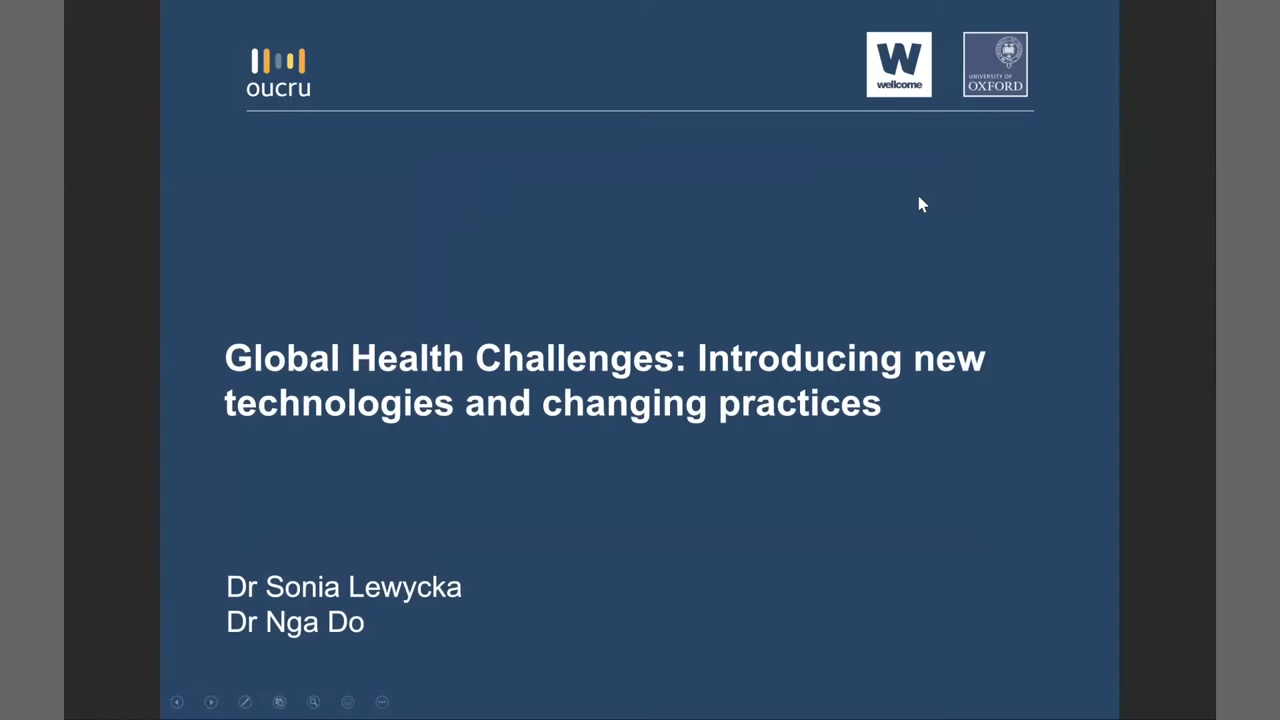 oucru
W
wellcome
UNIVERSITY OF
OXFORD
Global Health Challenges: Introducing new
technologies and changing practices
Dr Sonia Lewycka
Dr Nga Do